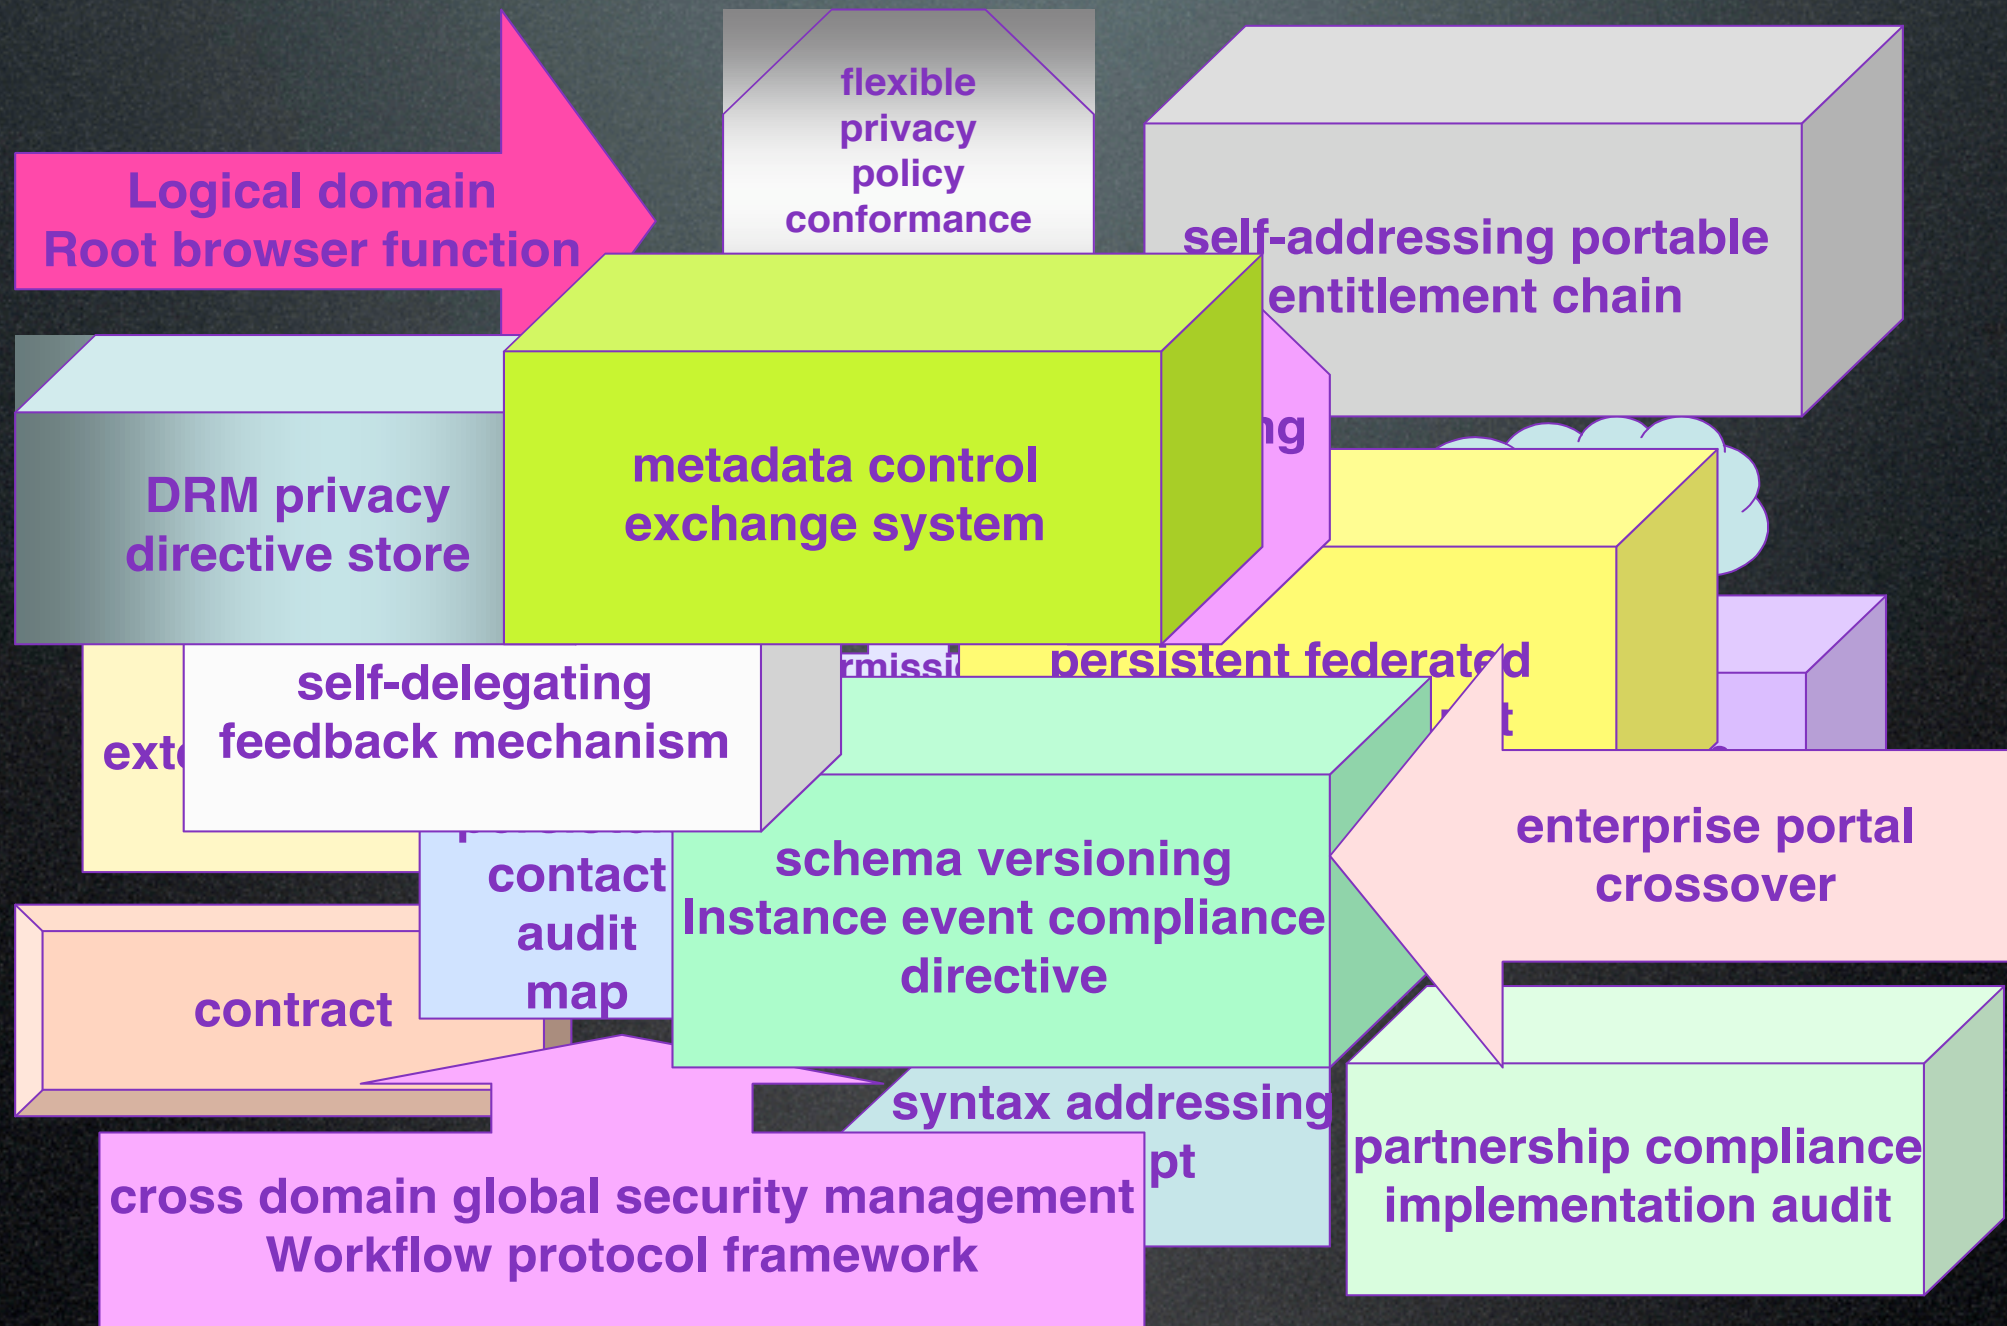 flexible
privacy
policy
conformance
Logical domain
Root browser function
self-addressing portable
entitlement chain
DRM privacy
directive store
metadata control
exchange system
self-delegating
feedback mechanism
persistent federated
enterprise portal
crossover
schema versioning
Instance event compliance
directive
contact
audit
map
contract
syntax addressing
partnership compliance
implementation audit
cross domain global security management
Workflow protocol framework